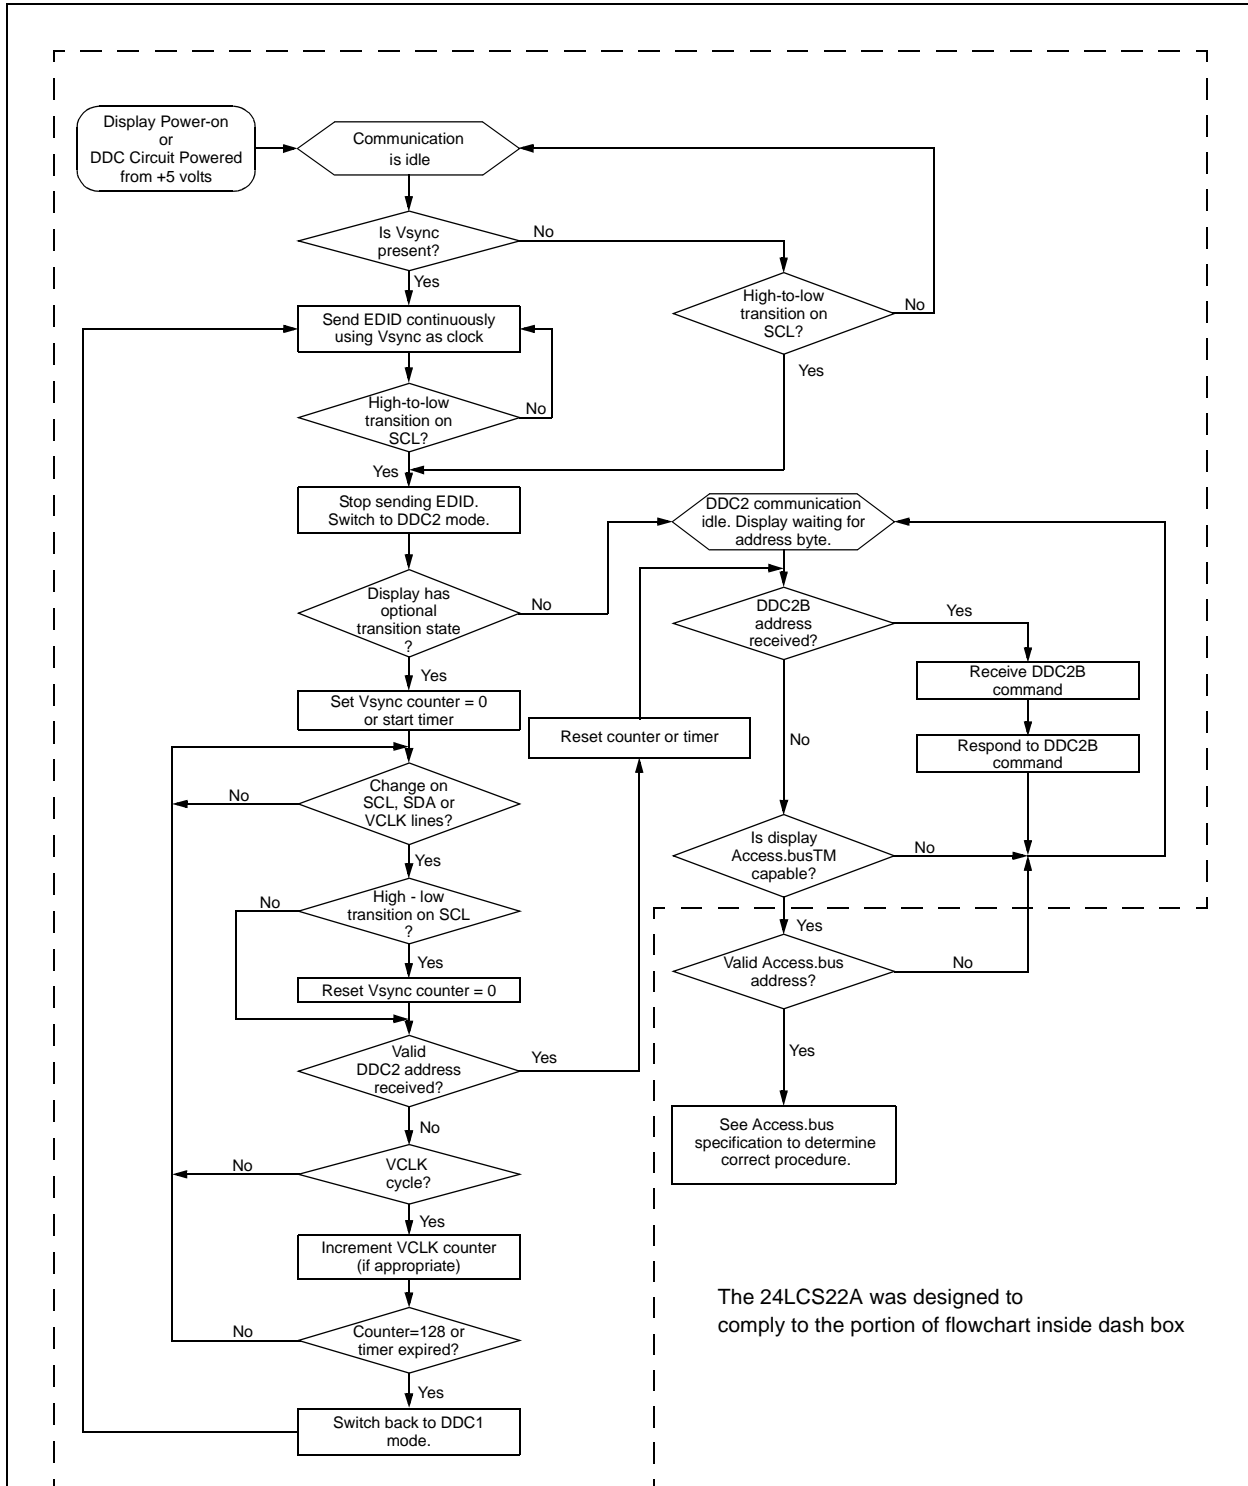 Display Power-on
or
DDC Circuit Powered
from +5 volts
Communication
is idle
Is Vsync
present?
No
Yes
High-to-low
transition on
SCL?
No
Yes
Send EDID continuously
using Vsync as clock
High-to-low
transition on
SCL?
No
Yes
Stop sending EDID.
Switch to DDC2 mode.
DDC2 communication
idle. Display waiting for
address byte.
Display has
optional
transition state
?
No
Yes
DDC2B
address
received?
Yes
No
Receive DDC2B
command
Respond to DDC2B
command
Set Vsync counter = 0
or start timer
Reset counter or timer
Change on
SCL, SDA or
VCLK lines?
No
Yes
Is display
Access.busTM
capable?
No
Yes
High - low
transition on SCL
?
No
Yes
Reset Vsync counter = 0
Valid Access.bus
address?
No
Yes
Valid
DDC2 address
received?
Yes
No
See Access.bus
specification to determine
correct procedure.
VCLK
cycle?
No
Yes
Increment VCLK counter
(if appropriate)
Counter=128 or
timer expired?
No
Yes
Switch back to DDC1
mode.
The 24LCS22A was designed to
comply to the portion of flowchart inside dash box